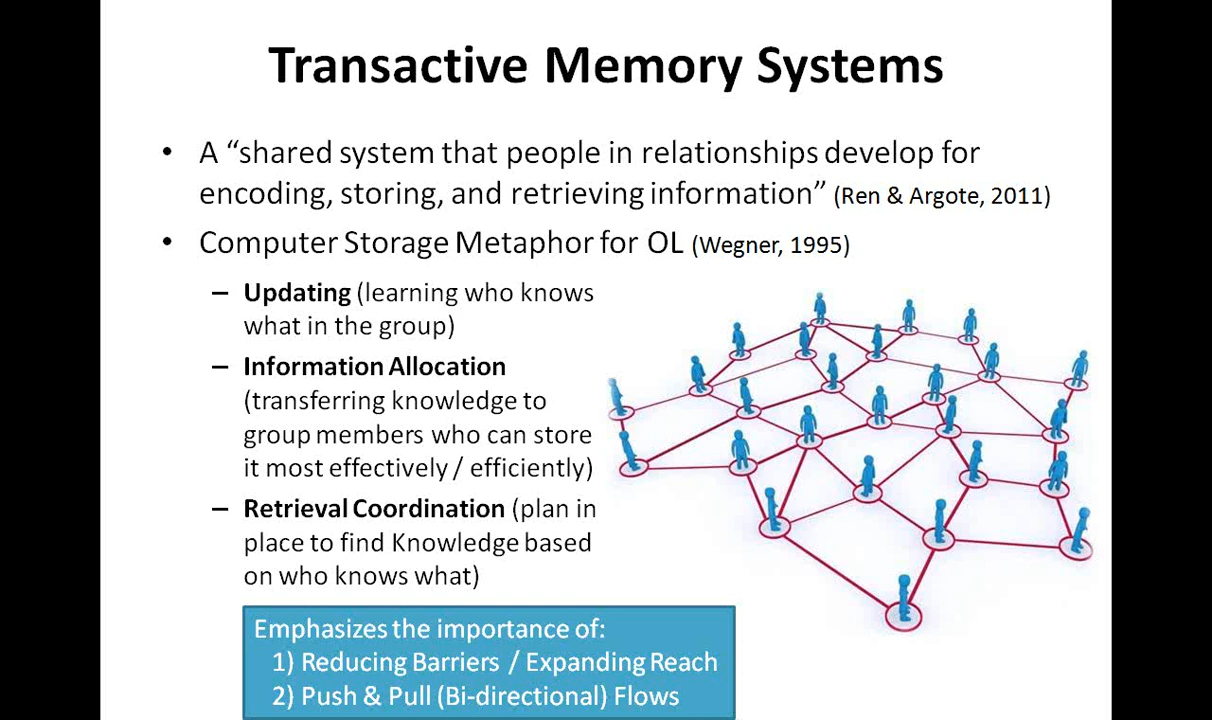 Transactive Memory Systems
• A “shared system that people in relationships develop for
encoding, storing, and retrieving information” (Ren & Argote, 2011)
• Computer Storage Metaphor for OL (Wegner, 1995)
– Updating (learning who knows
what in the group)
– Information Allocation
(transferring knowledge to
group members who can store
it most effectively / efficiently)
– Retrieval Coordination (plan in
place to find Knowledge based
on who knows what)
Emphasizes the importance of:
1) Reducing Barriers / Expanding Reach
2) Push & Pull (Bi-directional) Flows